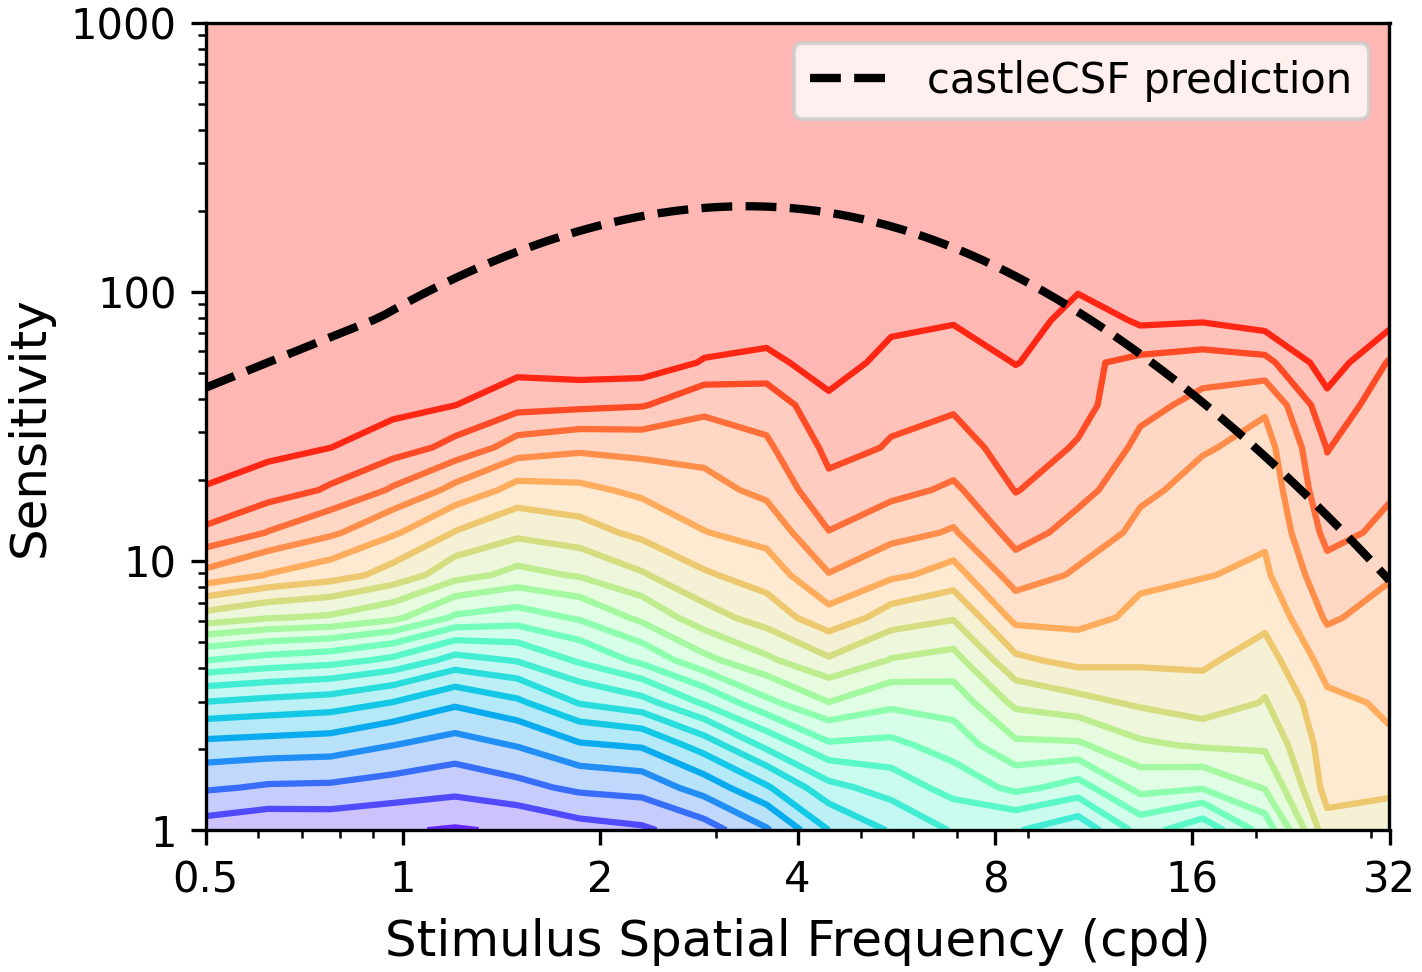 1000
100
10
1
Sensitivity
castleCSF prediction
0.5 1 2 4 8 16 32
Stimulus Spatial Frequency (cpd)